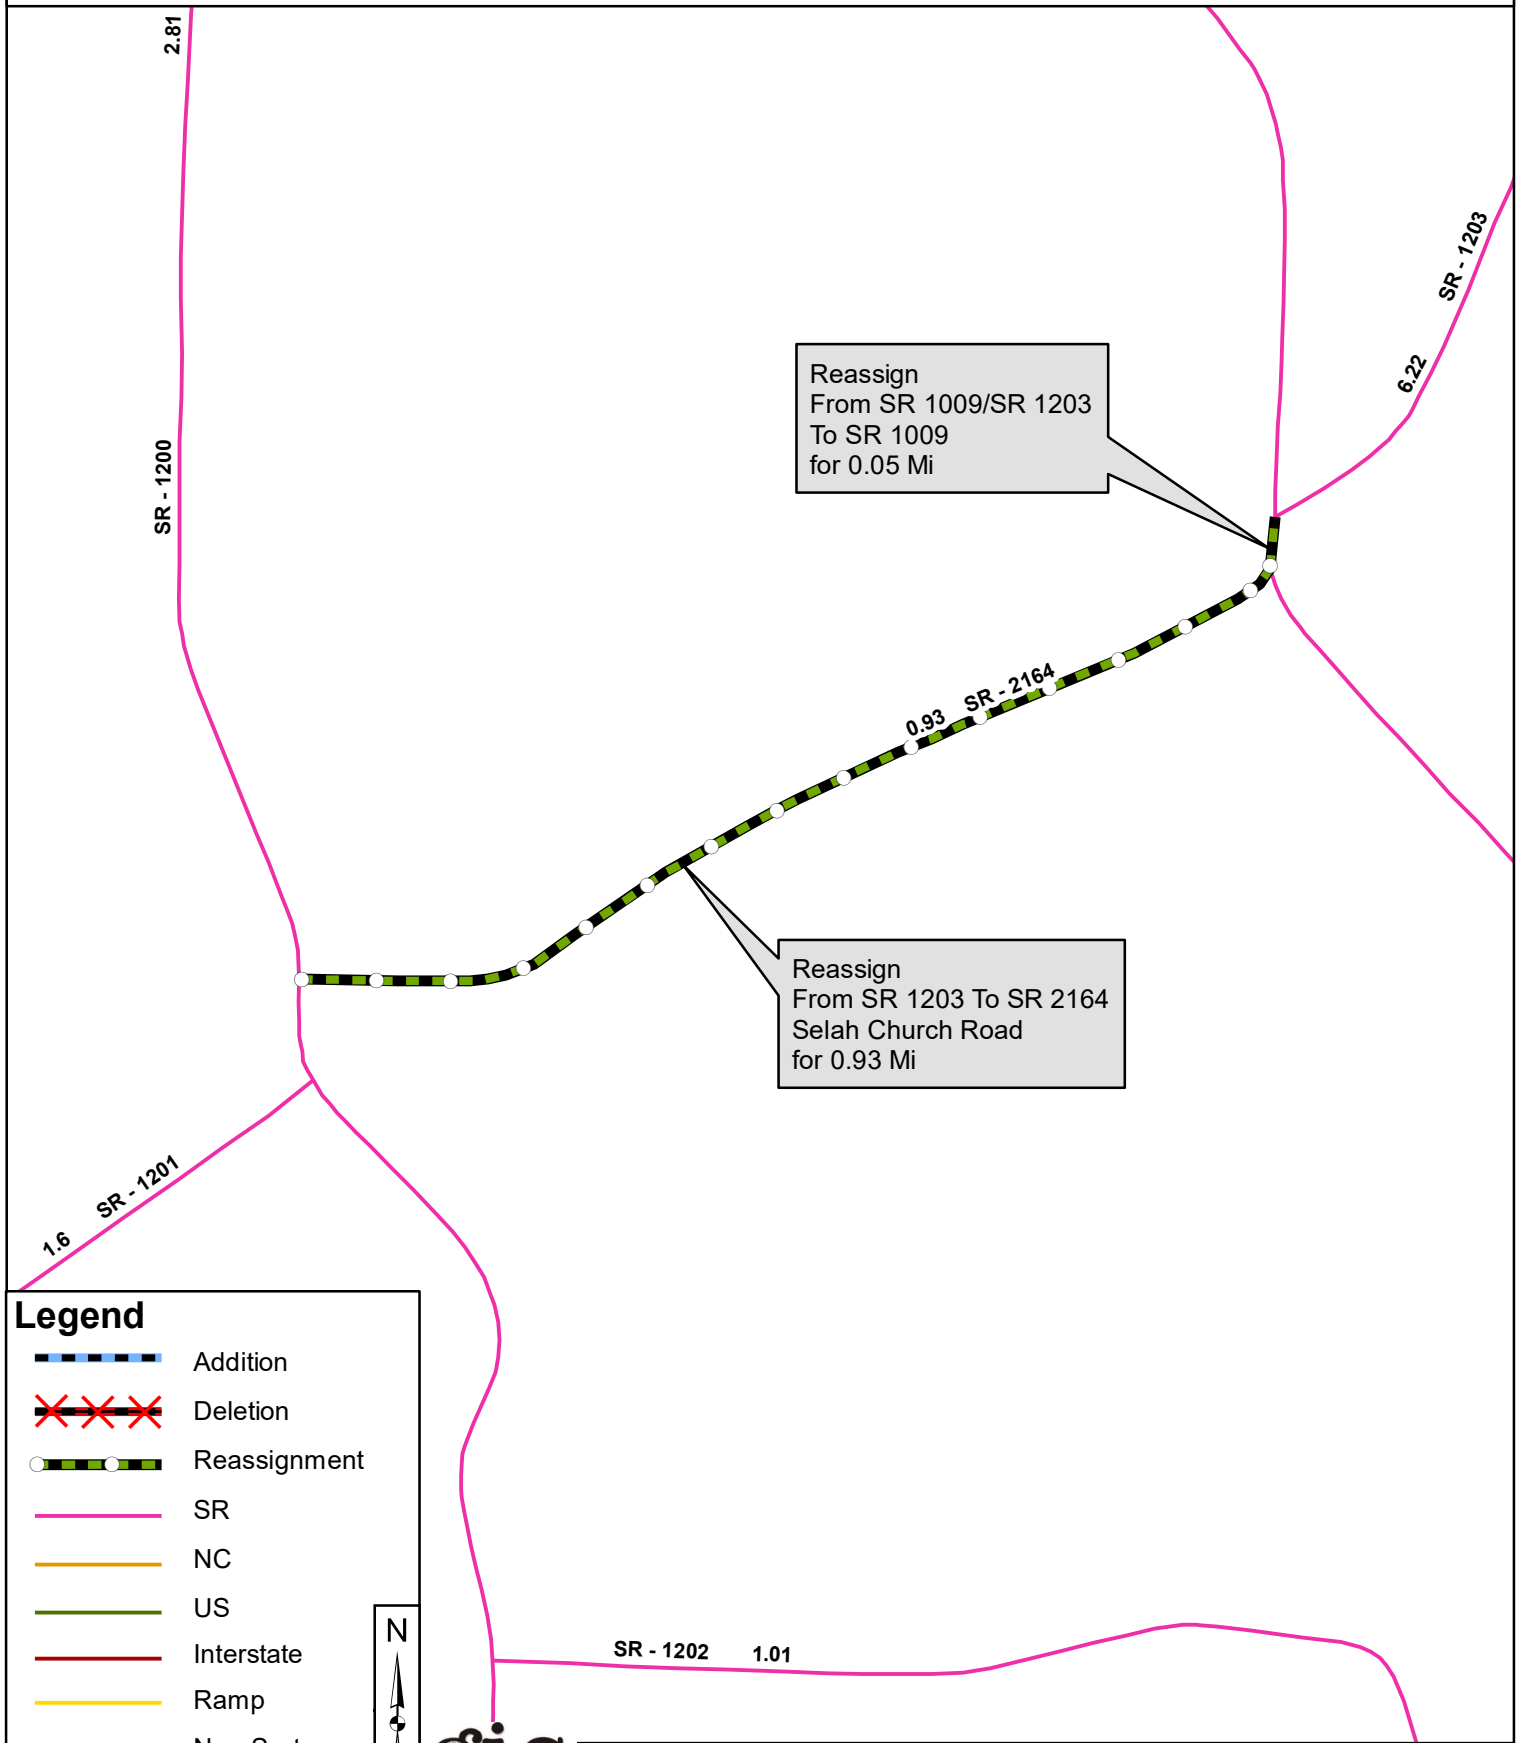 2.81
SR - 1203
6.22
SR - 1200
Reassign
From SR 1009/SR 1203
To SR 1009
for 0.05 Mi
0.93 SR - 2164
Reassign
From SR 1203 To SR 2164
Selah Church Road
for 0.93 Mi
1.6 SR - 1201
Legend
Addition
Deletion
Reassignment
SR
NC
US
Interstate
Ramp
N
SR - 1202 1.01